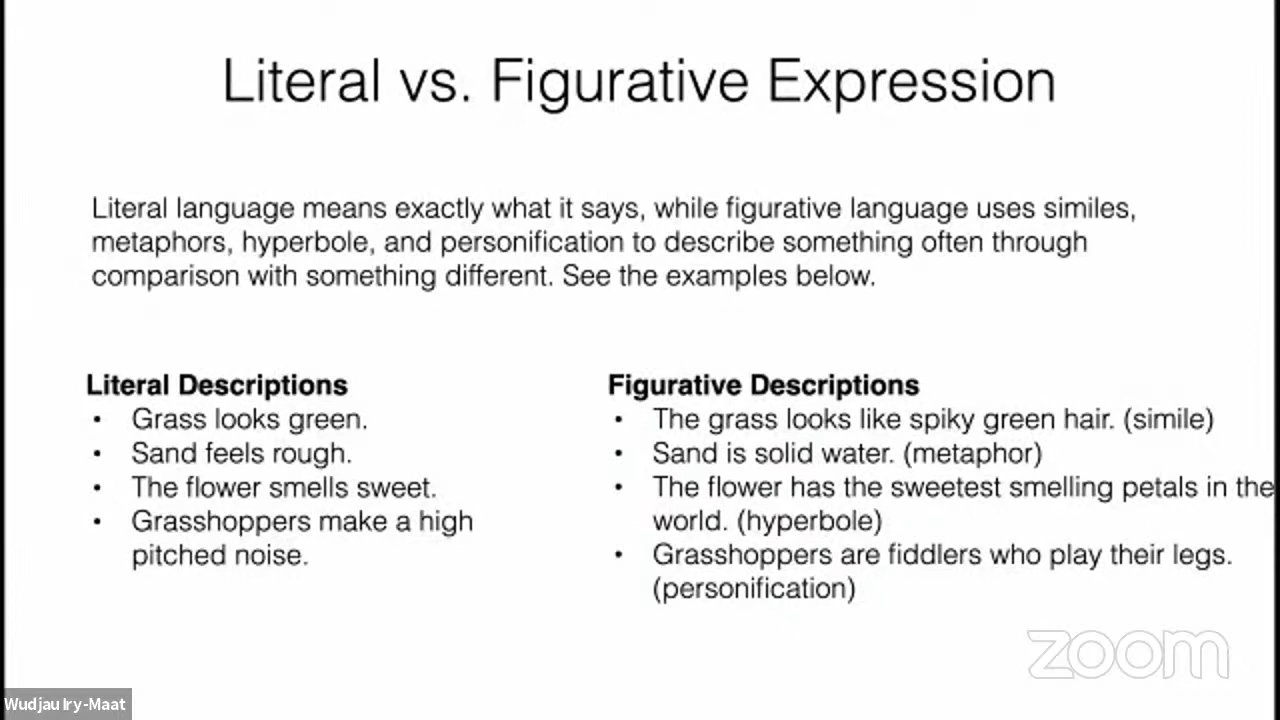 Literal vs. Figurative Expression
Literal language means exactly what it says, while figurative language uses similes,
metaphors, hyperbole, and personification to describe something often through
comparison with something different. See the examples below.
Literal Descriptions
• Grass looks green.
• Sand feels rough.
• The flower smells sweet.
• Grasshoppers make a high
pitched noise.
Figurative Descriptions
• The grass looks like spiky green hair. (simile)
• Sand is solid water. (metaphor)
• The flower has the sweetest smelling petals in the
world. (hyperbole)
• Grasshoppers are fiddlers who play their legs.
(personification)
zoom
Wudjau Iry-Maat